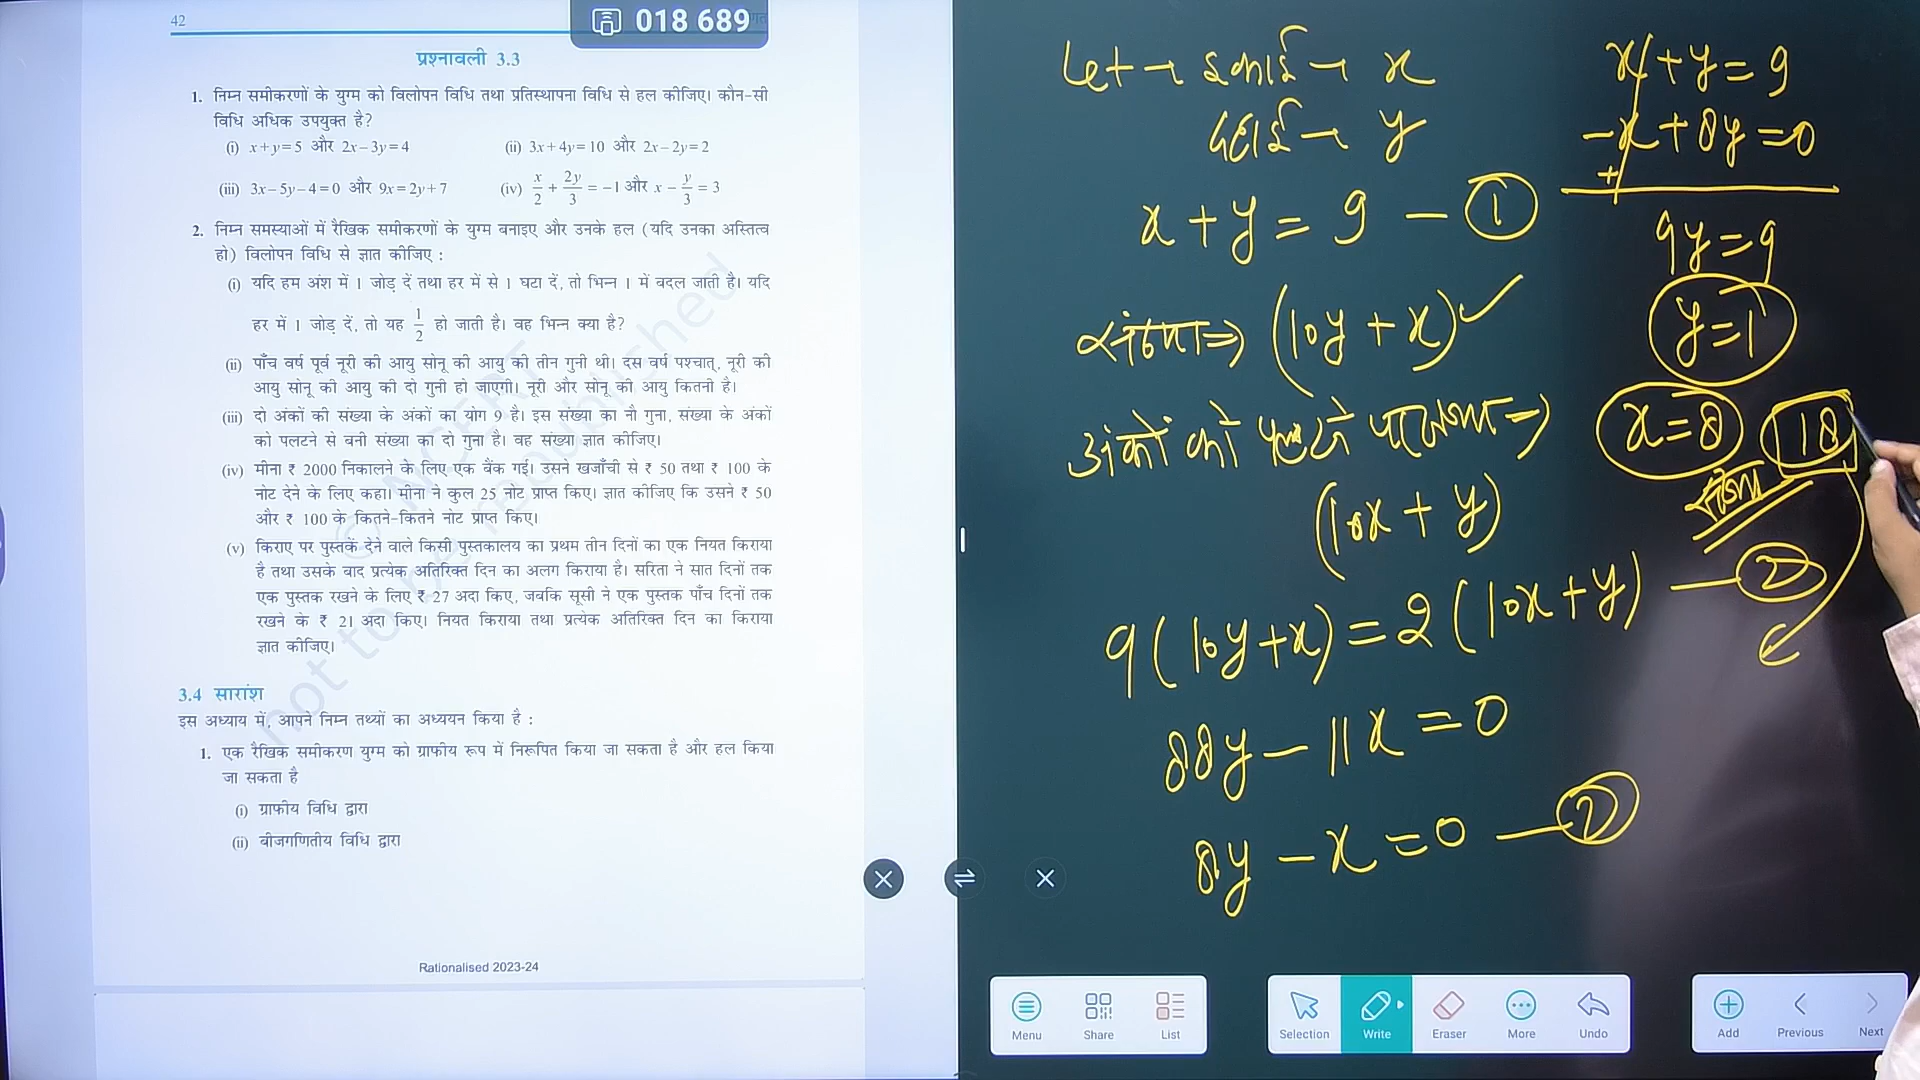 42
018 689
प्रश्नावली 3.3
1. निम्न समीकरणों के युग्म को विलोपन विधि तथा प्रतिस्थापना विधि से हल कीजिए। कौन-सी
विधि अधिक उपयुक्त है?
(i) x+y=5 और 2x-3y=4 (ii) 3x+4y=10 और 2x-2y=2
(iii) 3x-5y-4=0 और 9x=2y+7 (iv) x/2 + 2y/3 = -1 और x - y/3 = 3
2. निम्न समस्याओं में रैखिक समीकरणों के युग्म बनाइए और उनके हल (यदि उनका अस्तित्व
हो) विलोपन विधि से ज्ञात कीजिए :
(i) यदि हम अंश में 1 जोड़ दें तथा हर में से 1 घटा दें, तो भिन्न 1 में बदल जाती है। यदि
हर में 1 जोड़ दें, तो यह 1/2 हो जाती है। वह भिन्न क्या है?
(ii) पाँच वर्ष पूर्व नूरी की आयु सोनू की आयु की तीन गुनी थी। दस वर्ष पश्चात्, नूरी की
आयु सोनू की आयु की दो गुनी हो जाएगी। नूरी और सोनू की आयु कितनी है।
(iii) दो अंकों की संख्या के अंकों का योग 9 है। इस संख्या का नौ गुना, संख्या के अंकों
को पलटने से बनी संख्या का दो गुना है। वह संख्या ज्ञात कीजिए।
(iv) मीना ₹ 2000 निकालने के लिए एक बैंक गई। उसने खजाँची से ₹ 50 तथा ₹ 100 के
नोट देने के लिए कहा। मीना ने कुल 25 नोट प्राप्त किए। ज्ञात कीजिए कि उसने ₹ 50
और ₹ 100 के कितने-कितने नोट प्राप्त किए।
(v) किराए पर पुस्तकें देने वाले किसी पुस्तकालय का प्रथम तीन दिनों का एक नियत किराया
है तथा उसके बाद प्रत्येक अतिरिक्त दिन का अलग किराया है। सरिता ने सात दिनों तक
एक पुस्तक रखने के लिए ₹ 27 अदा किए, जबकि सूसी ने एक पुस्तक पाँच दिनों तक
रखने के ₹ 21 अदा किए। नियत किराया तथा प्रत्येक अतिरिक्त दिन का किराया
ज्ञात कीजिए।
3.4 सारांश
इस अध्याय में, आपने निम्न तथ्यों का अध्ययन किया है :
1. एक रैखिक समीकरण युग्म को ग्राफीय रूप में निरूपित किया जा सकता है और हल किया
जा सकता है
(i) ग्राफीय विधि द्वारा
(ii) बीजगणितीय विधि द्वारा
Rationalised 2023-24
© NCERT
not to be republished
→ इकाई → x
दहाई → y
x + y = 9 — ①
संख्या ⇒ (10y + x) ✓
अंकों को पलटने पर संख्या ⇒
(10x + y)
9(10y+x) = 2(10x+y) — ②
88y - 11x = 0
8y - x = 0 — ②
x + y = 9
-x + 8y = 0
+
9y = 9
y = 1
x = 8 18
संख्या
Menu Share List Selection Write Eraser More Undo Add Previous Next